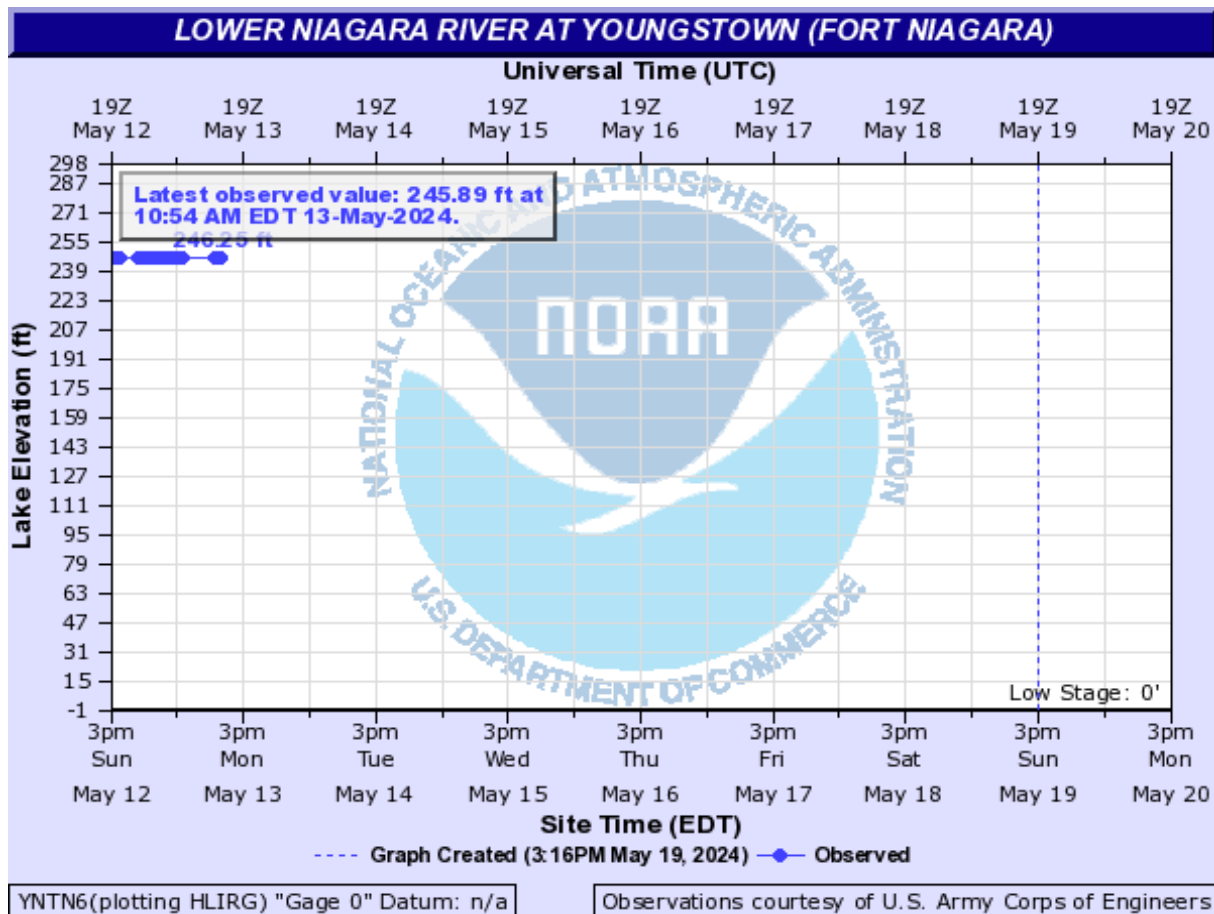 LOWER NIAGARA RIVER AT YOUNGSTOWN (FORT NIAGARA)
Universal Time (UTC)
19Z 19Z 19Z 19Z 19Z 19Z 19Z 19Z 19Z
May 12 May 13 May 14 May 15 May 16 May 17 May 18 May 19 May 20
Latest observed value: 245.89 ft at
10:54 AM EDT 13-May-2024.
246.25 ft
Lake Elevation (ft)
298
287
271
255
239
223
207
191
175
159
143
127
111
95
79
63
47
31
15
-1
NATIONAL OCEANIC AND ATMOSPHERIC ADMINISTRATION
NOAA
U.S. DEPARTMENT OF COMMERCE
Low Stage: 0'
3pm 3pm 3pm 3pm 3pm 3pm 3pm 3pm 3pm
Sun Mon Tue Wed Thu Fri Sat Sun Mon
May 12 May 13 May 14 May 15 May 16 May 17 May 18 May 19 May 20
Site Time (EDT)
Graph Created (3:16PM May 19, 2024) Observed
YNTN6(plotting HLIRG) "Gage 0" Datum: n/a
Observations courtesy of U.S. Army Corps of Engineers